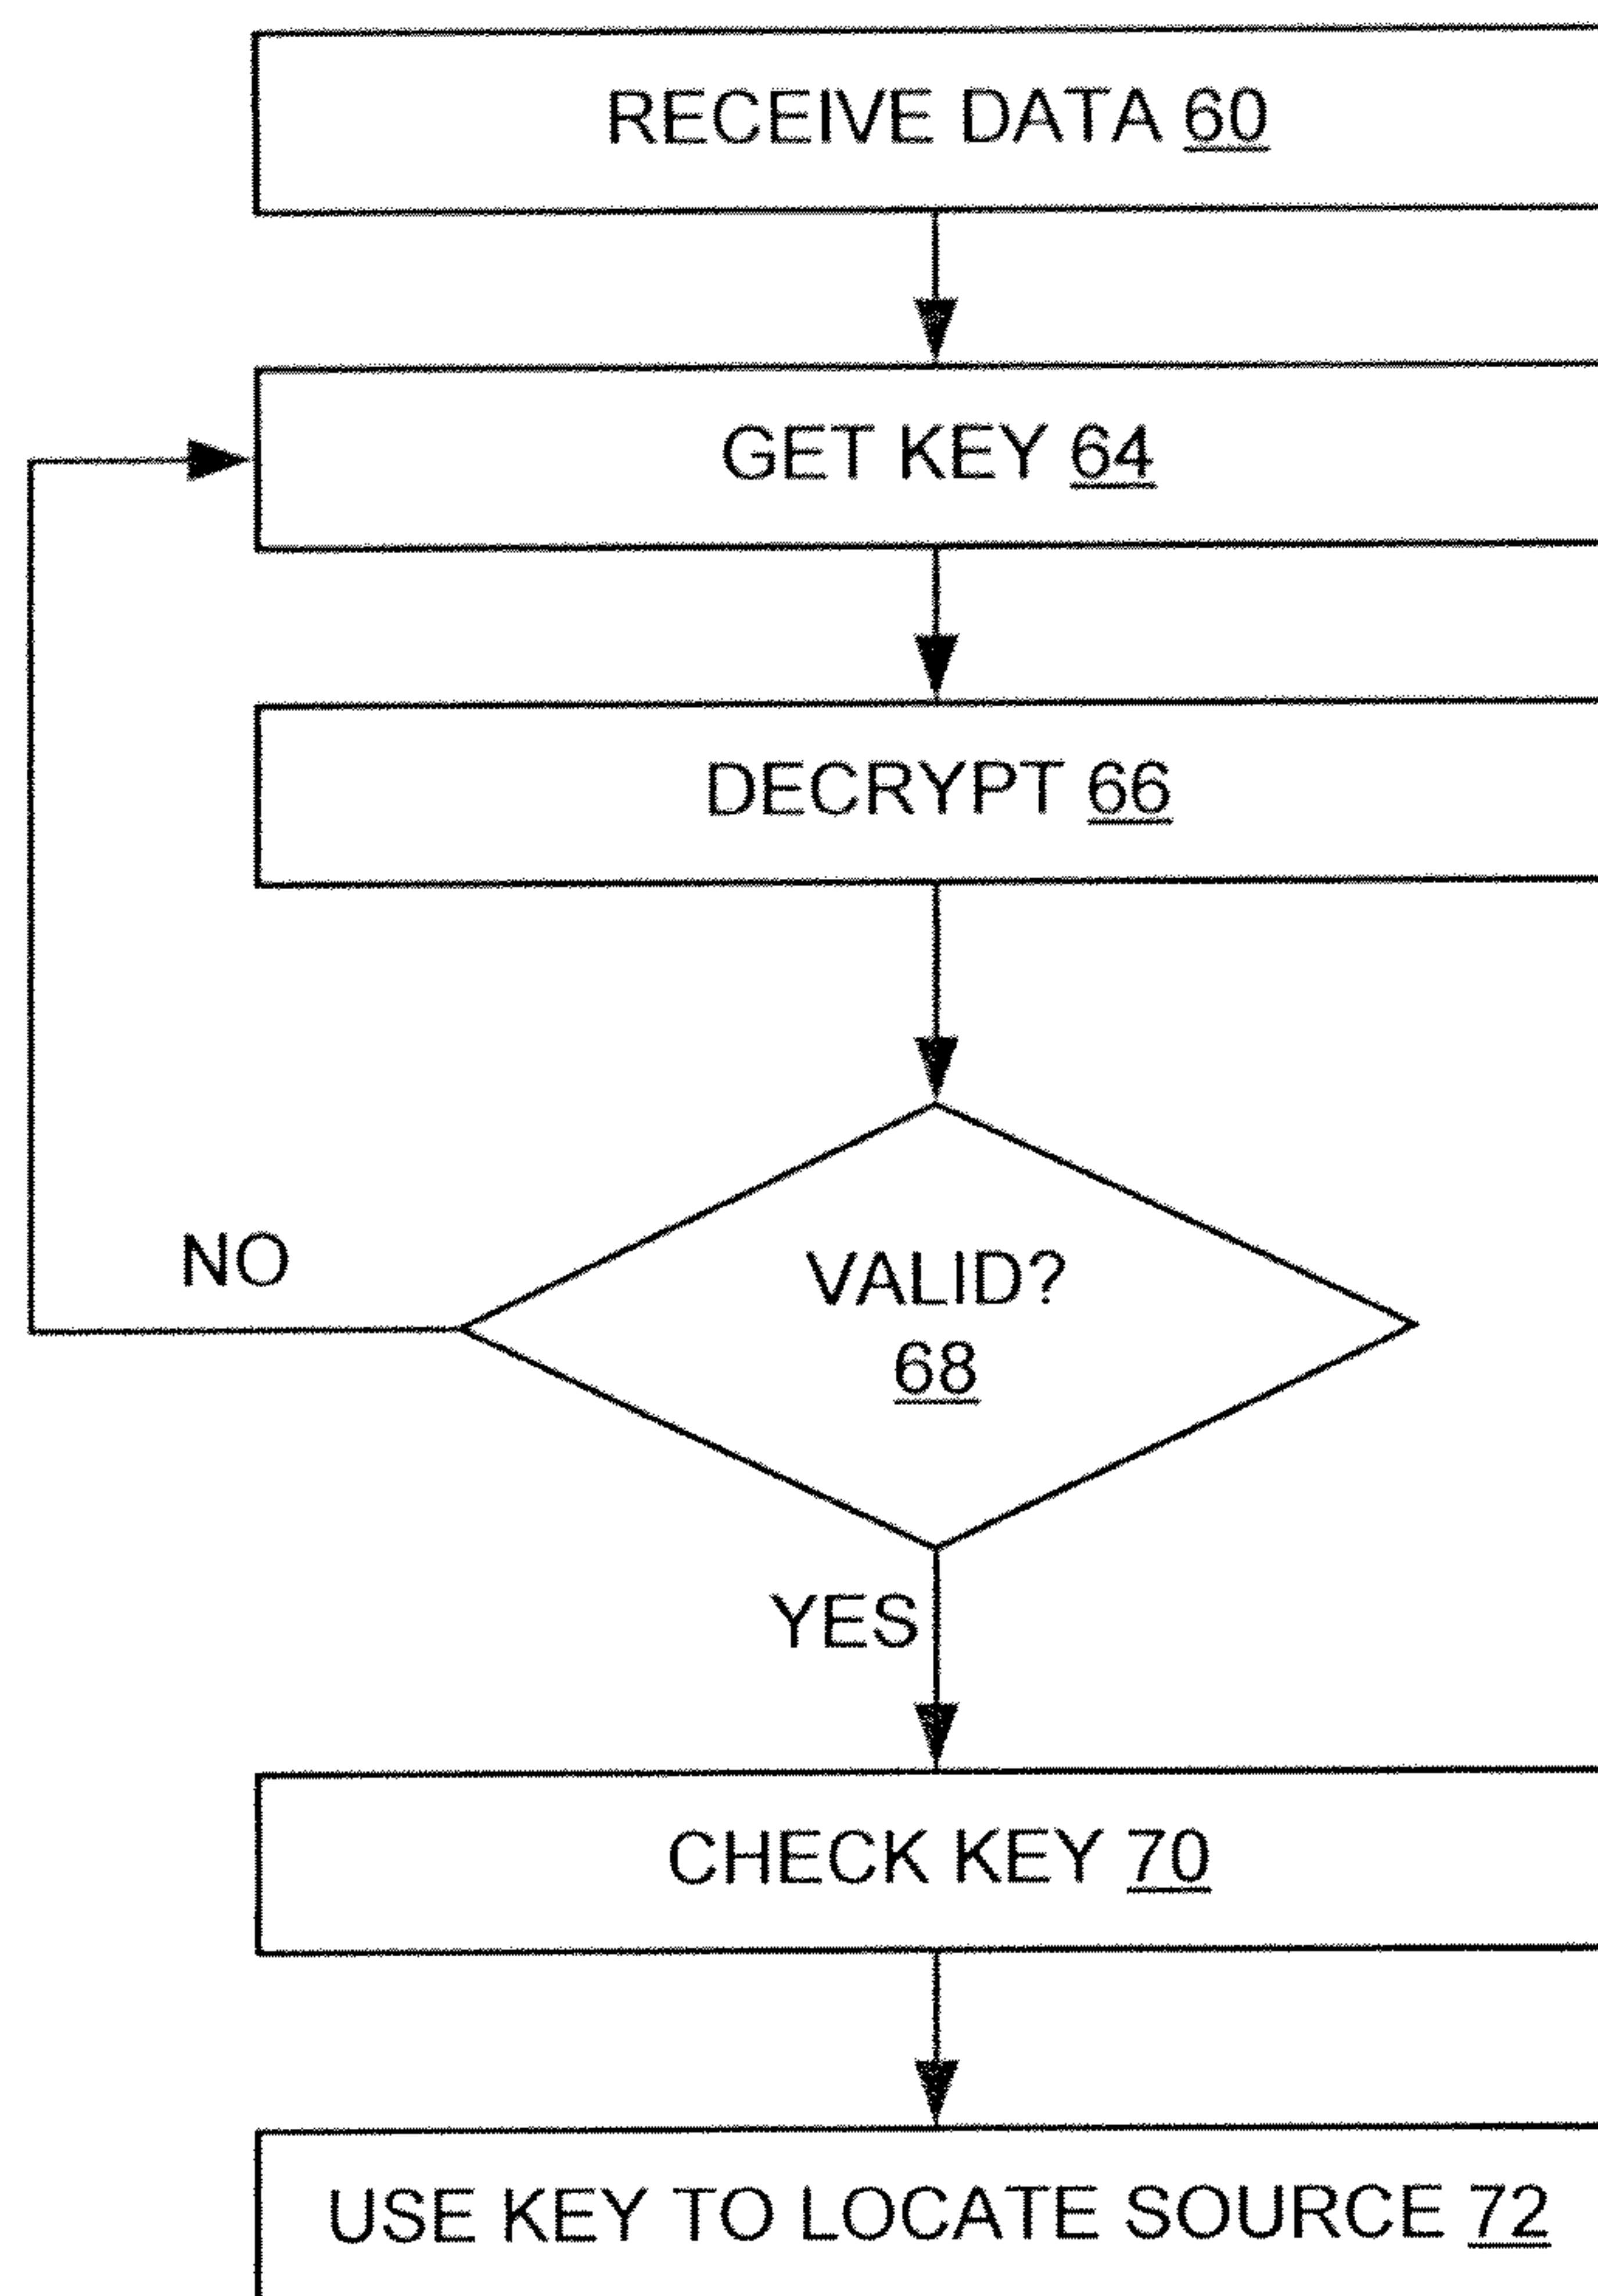 RECEIVE DATA 60
GET KEY 64
DECRYPT 66
NO
VALID?
68
YES
CHECK KEY 70
USE KEY TO LOCATE SOURCE 72